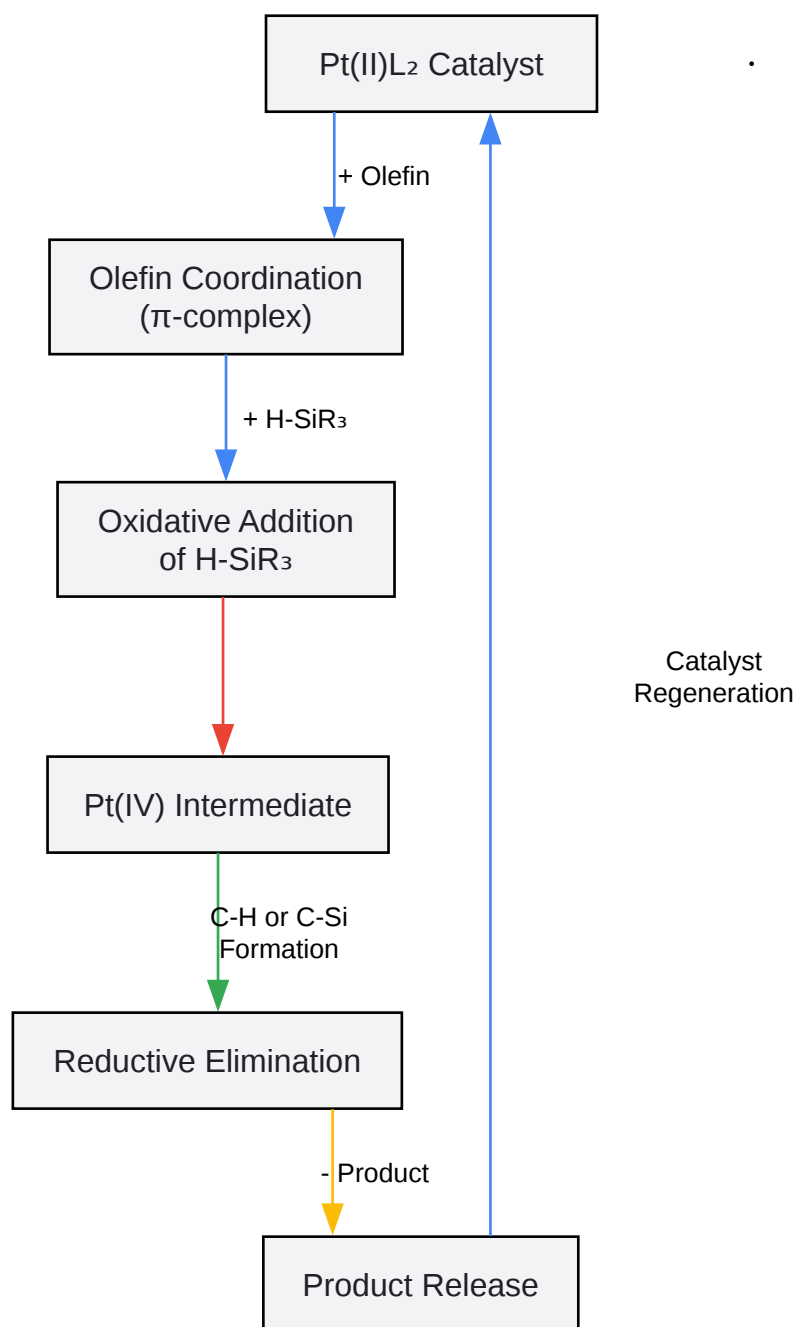 Pt(II)L₂ Catalyst
+ Olefin
Olefin Coordination
(π-complex)
+ H-SiR₃
Oxidative Addition
of H-SiR₃
Catalyst
Regeneration
Pt(IV) Intermediate
C-H or C-Si
Formation
Reductive Elimination
- Product
Product Release